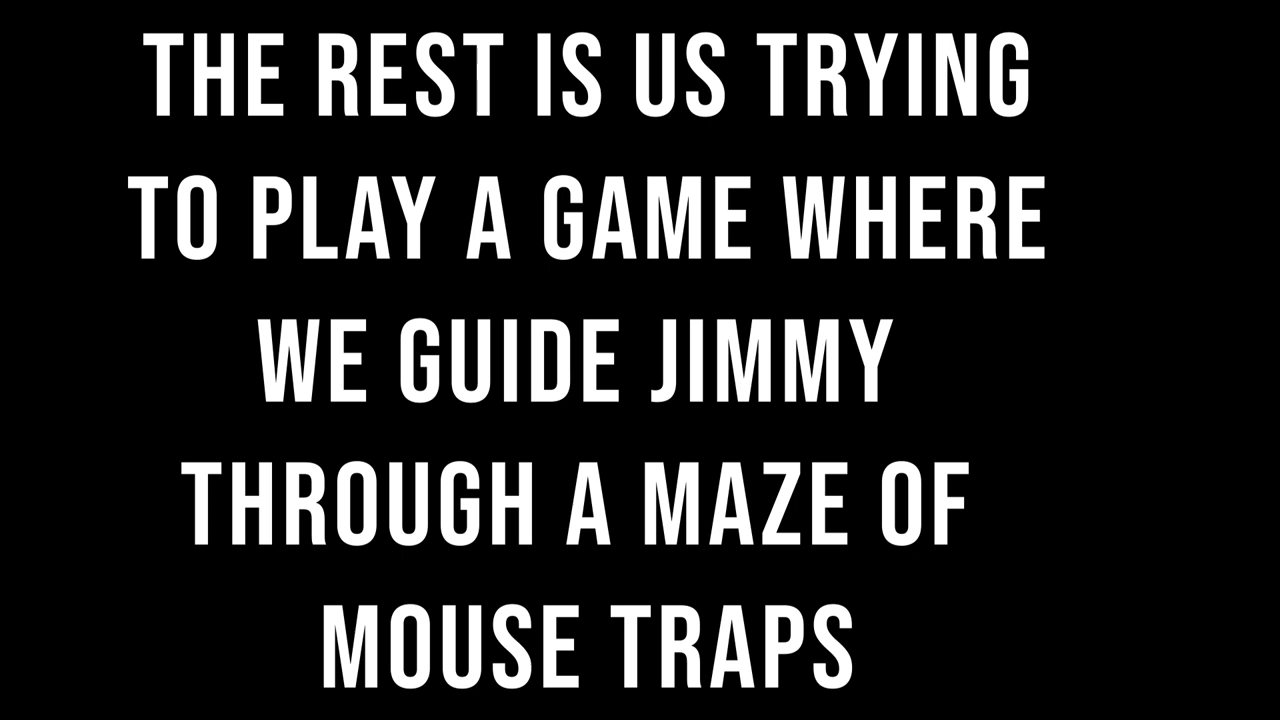 THE REST IS US TRYING
TO PLAY A GAME WHERE
WE GUIDE JIMMY
THROUGH A MAZE OF
MOUSE TRAPS